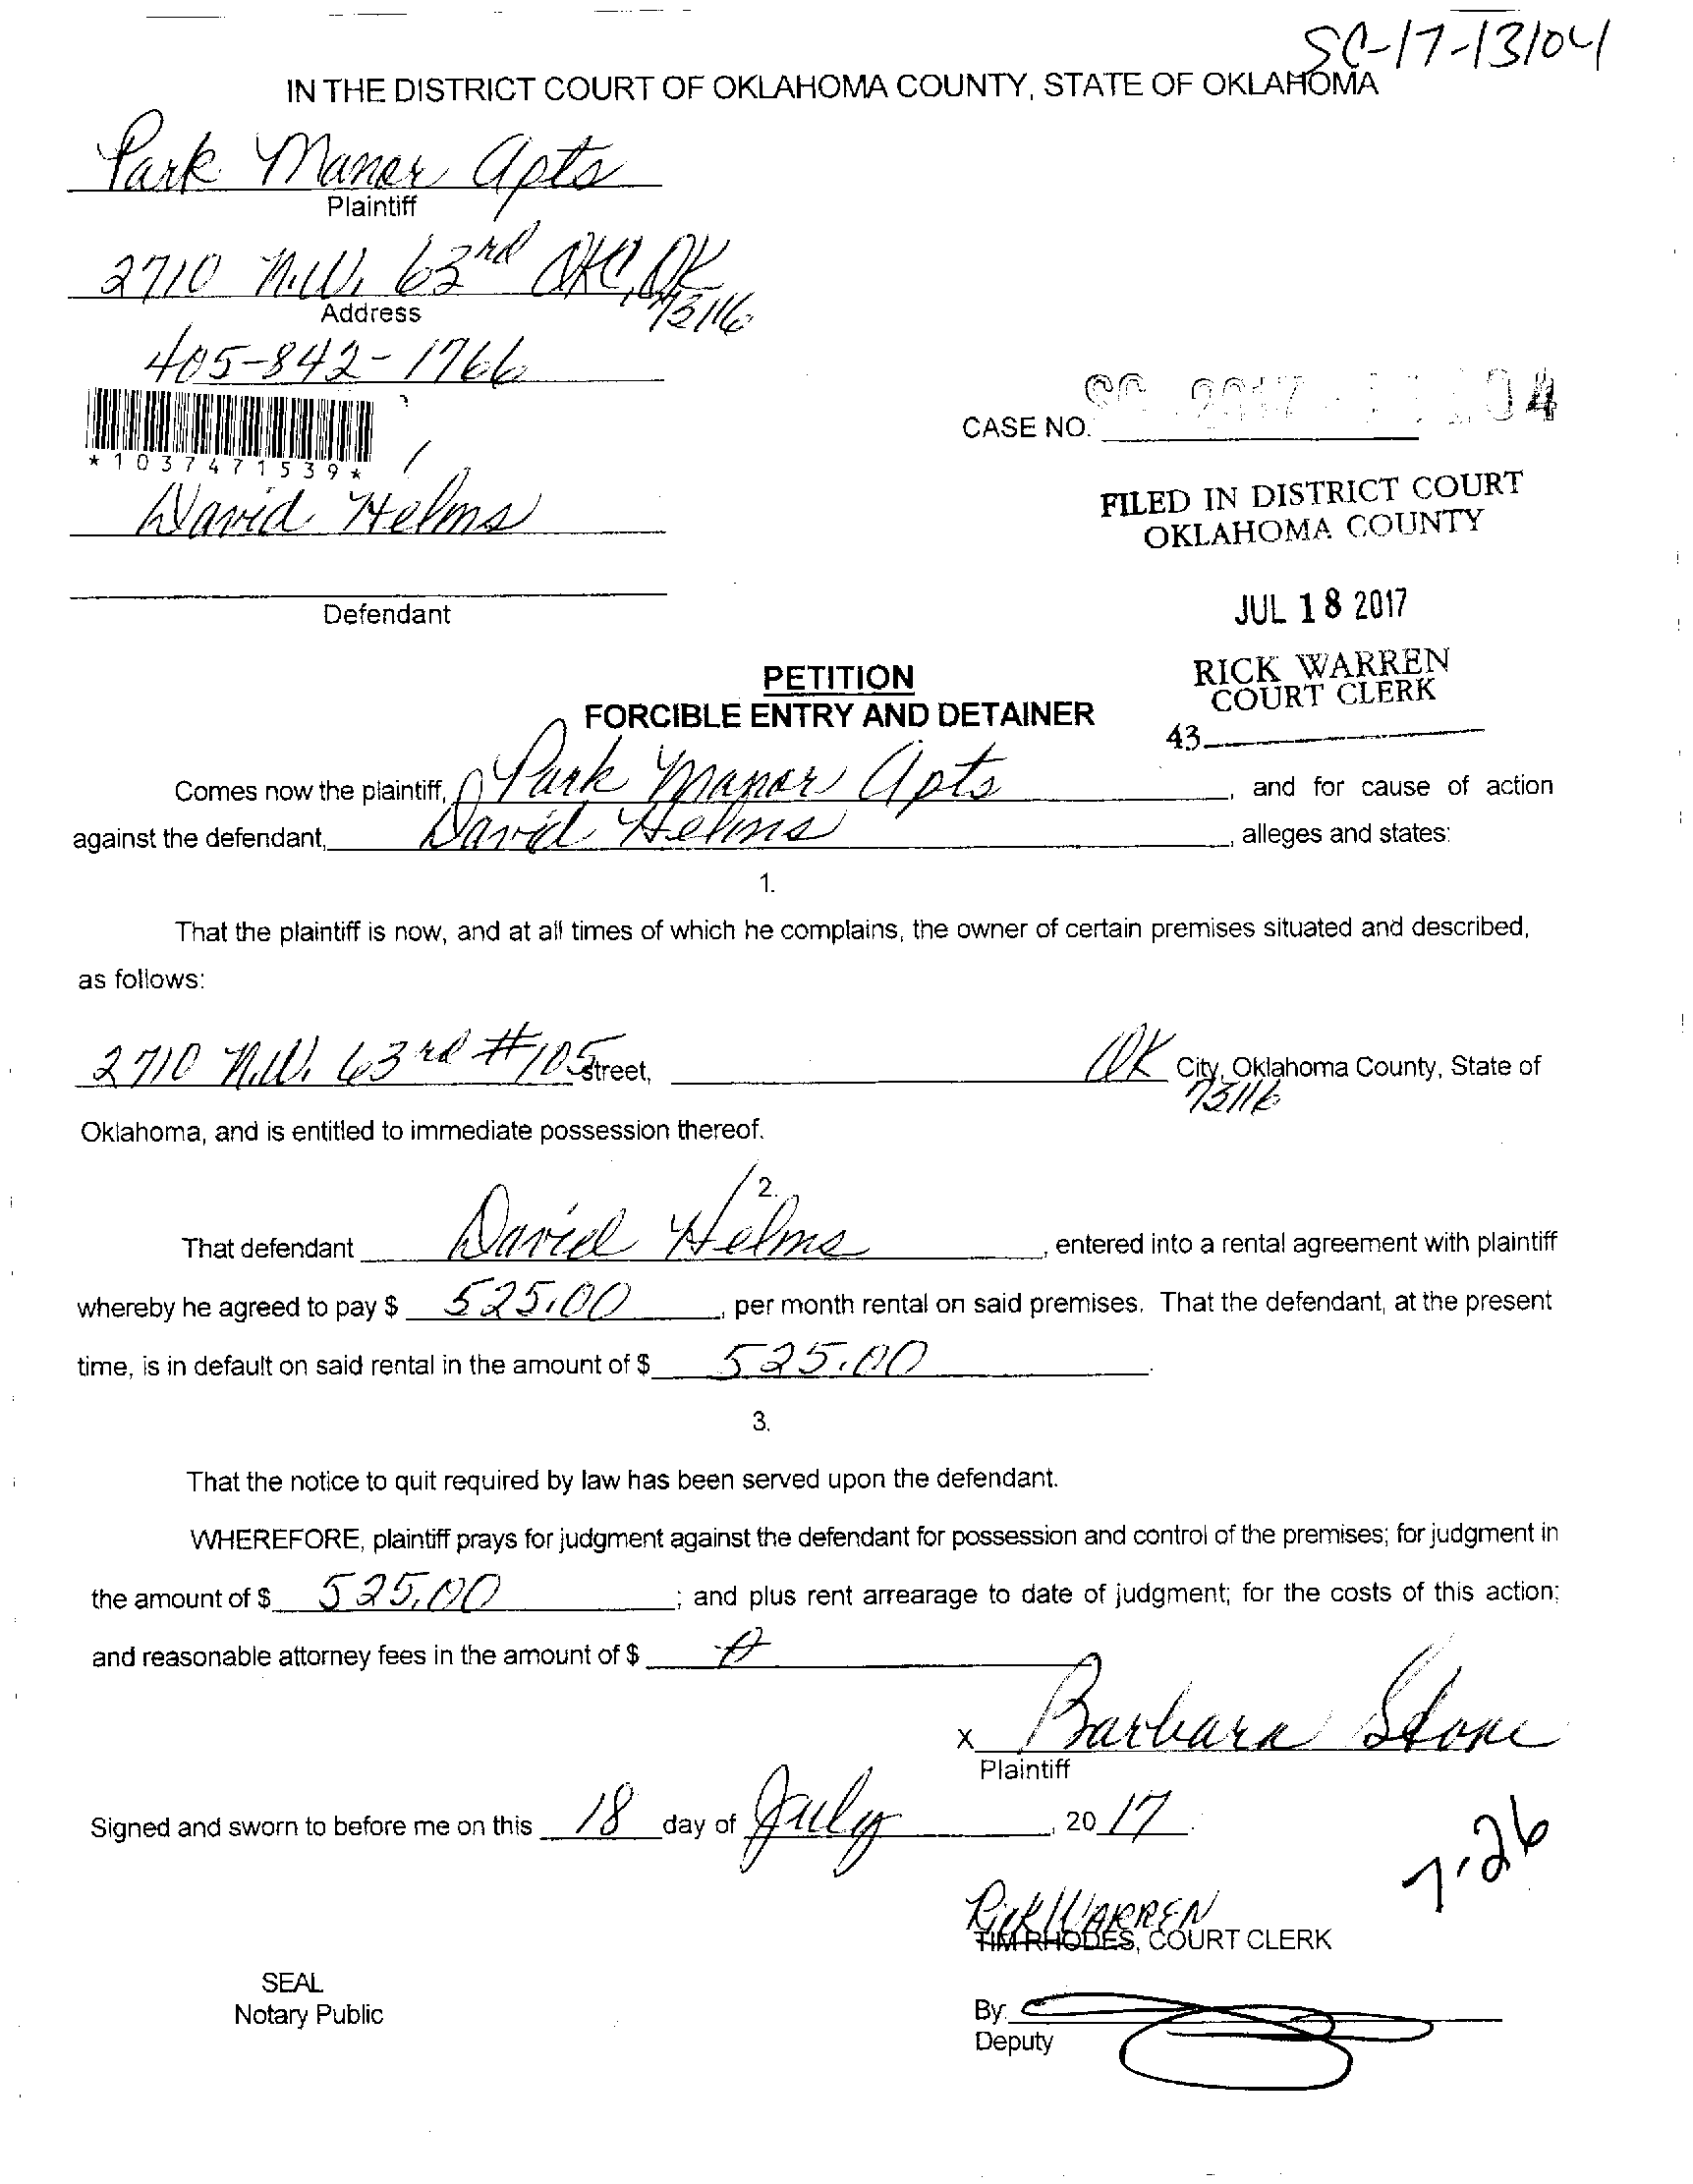 SC-17-13104
IN THE DISTRICT COURT OF OKLAHOMA COUNTY, STATE OF OKLAHOMA
Park Manor Apts
Plaintiff
2710 N.W. 63rd OKC, OK
73116
Address
405-842-1766
*1037471539*
CASE NO. SC 2017 04
David Helms
FILED IN DISTRICT COURT
OKLAHOMA COUNTY
Defendant
JUL 18 2017
RICK WARREN
COURT CLERK
43
PETITION
FORCIBLE ENTRY AND DETAINER
Comes now the plaintiff, Park Manor Apts, and for cause of action
against the defendant, David Helms, alleges and states:
1.
That the plaintiff is now, and at all times of which he complains, the owner of certain premises situated and described,
as follows:
2710 N.W. 63rd #105 Street, OK City, Oklahoma County, State of
73116
Oklahoma, and is entitled to immediate possession thereof.
2.
That defendant David Helms, entered into a rental agreement with plaintiff
whereby he agreed to pay $ 525.00, per month rental on said premises. That the defendant, at the present
time, is in default on said rental in the amount of $ 525.00.
3.
That the notice to quit required by law has been served upon the defendant.
WHEREFORE, plaintiff prays for judgment against the defendant for possession and control of the premises; for judgment in
the amount of $ 525.00; and plus rent arrearage to date of judgment; for the costs of this action;
and reasonable attorney fees in the amount of $
x Barbara Stone
Plaintiff
Signed and sworn to before me on this 18 day of July, 20 17.
7.26
Rick WARREN
TIM RHODES, COURT CLERK
SEAL
Notary Public
By:
Deputy